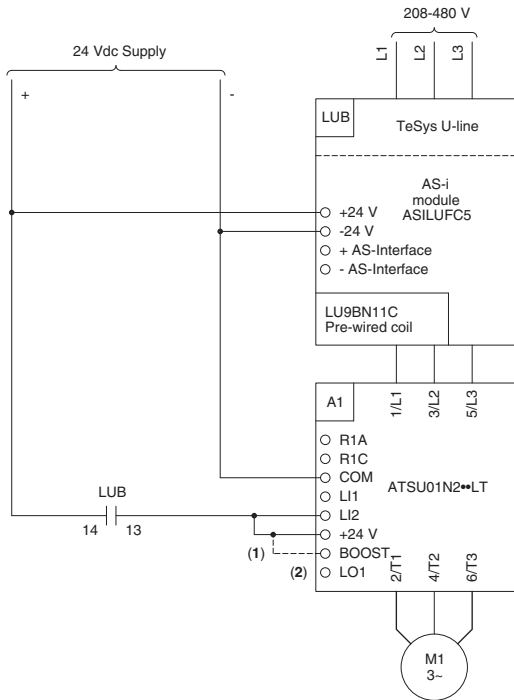 208-480 V
L1
L2
L3
24 Vdc Supply
+
-
LUB
TeSys U-line
AS-i
module
ASILUFC5
+24 V
-24 V
+ AS-Interface
- AS-Interface
LU9BN11C
Pre-wired coil
A1
1/L1
3/L2
5/L3
R1A
R1C
COM
LI1
LI2
+24 V
BOOST
LO1
ATSU01N2••LT
LUB
14
13
(1)
(2)
2/T1
4/T2
6/T3
M1
3~